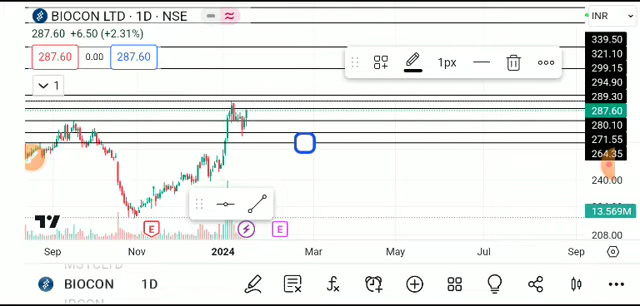 BIOCON LTD · 1D · NSE
INR
287.60 +6.50 (+2.31%)
287.60 0.00 287.60
1px
1
339.50
321.10
299.15
294.90
289.30
287.60
280.10
271.55
264.35
240.00
13.569M
208.00
E E
Sep Nov 2024 Mar May Jul Sep
BIOCON 1D